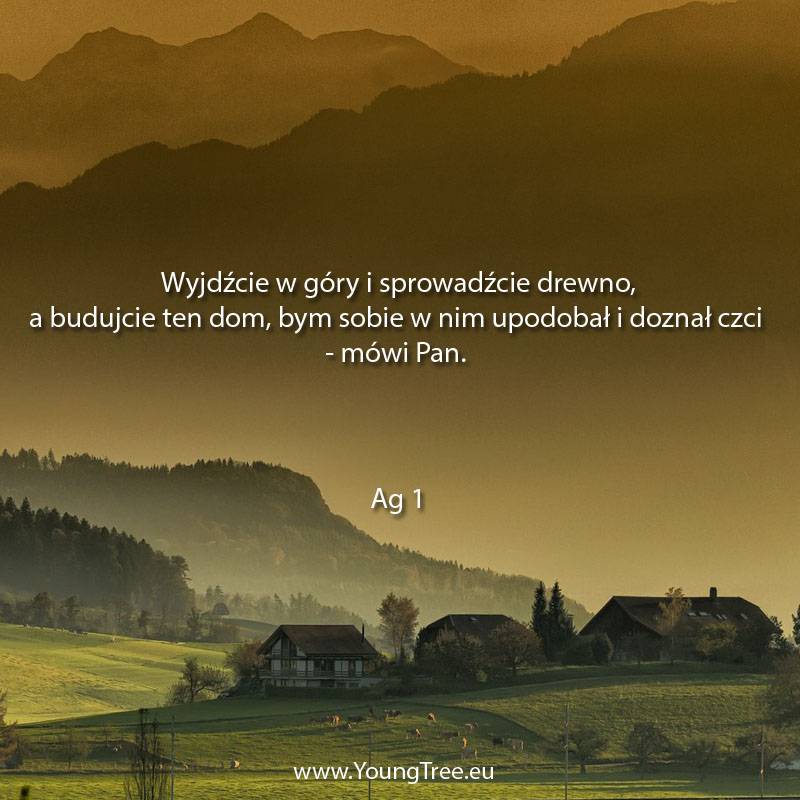 Wyjdźcie w góry i sprowadźcie drewno,
a budujcie ten dom, bym sobie w nim upodobał i doznał czci
- mówi Pan.
Ag 1
www.YoungTree.eu